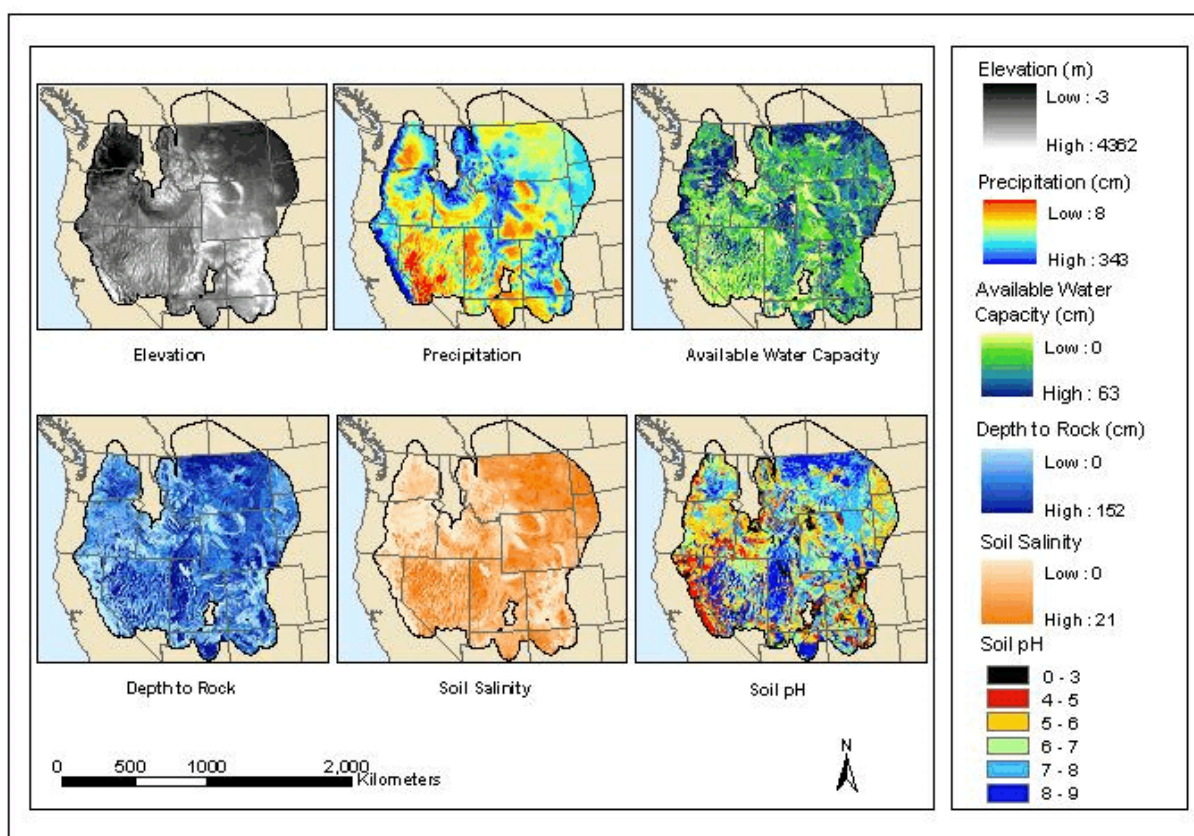 Elevation
Precipitation
Available Water Capacity
Depth to Rock
Soil Salinity
Soil pH
0
500
1000
2,000
Kilometers
N
Elevation (m)
Low : -3
High : 4362
Precipitation (cm)
Low : 8
High : 343
Available Water
Capacity (cm)
Low : 0
High : 63
Depth to Rock (cm)
Low : 0
High : 152
Soil Salinity
Low : 0
High : 21
Soil pH
0 - 3
4 - 5
5 - 6
6 - 7
7 - 8
8 - 9